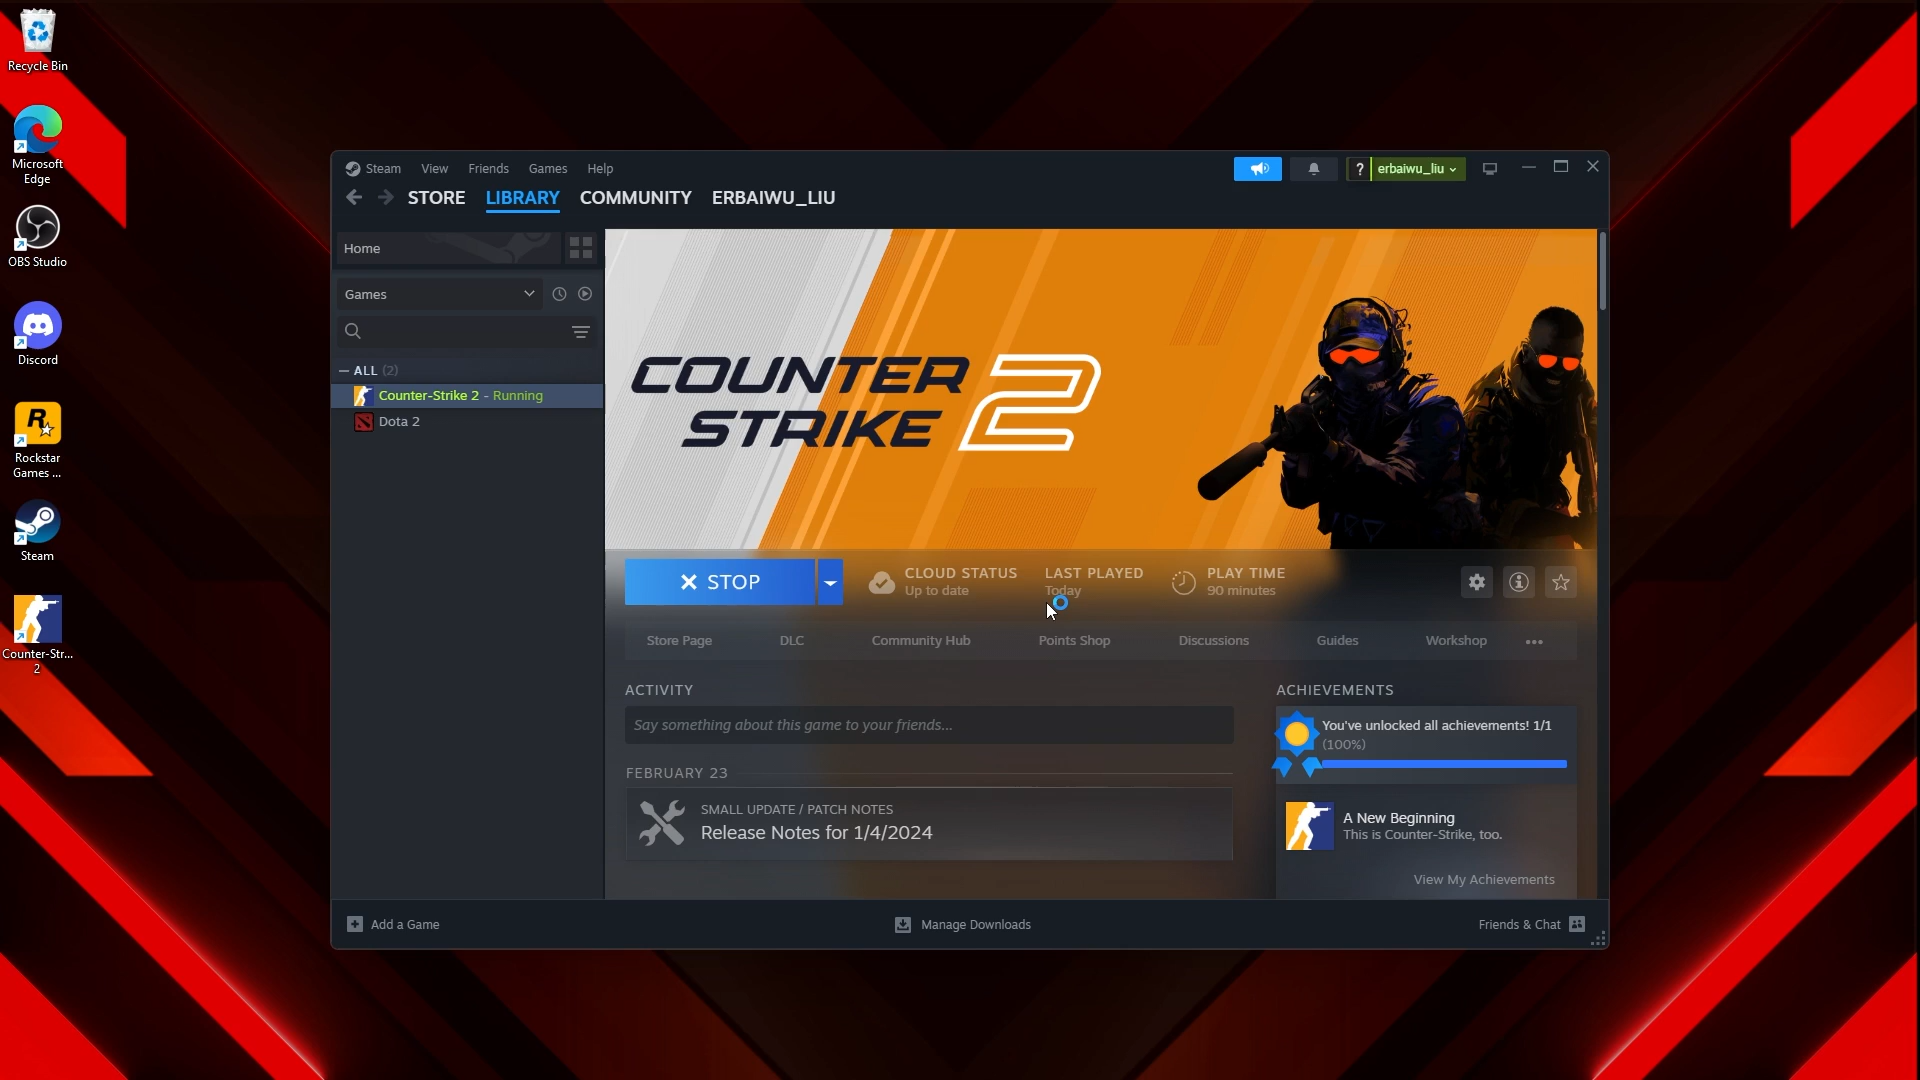 Recycle Bin
Microsoft
Edge
OBS Studio
Discord
Rockstar
Games ...
Steam
Counter-Str...
2
Steam View Friends Games Help
? erbaiwu_liu
STORE LIBRARY COMMUNITY ERBAIWU_LIU
Home
Games
ALL (2)
Counter-Strike 2 - Running
Dota 2
COUNTER
STRIKE 2
STOP
CLOUD STATUS
Up to date
LAST PLAYED
Today
PLAY TIME
90 minutes
Store Page DLC Community Hub Points Shop Discussions Guides Workshop
ACTIVITY
Say something about this game to your friends...
FEBRUARY 23
SMALL UPDATE / PATCH NOTES
Release Notes for 1/4/2024
ACHIEVEMENTS
You've unlocked all achievements! 1/1
(100%)
A New Beginning
This is Counter-Strike, too.
View My Achievements
Add a Game
Manage Downloads
Friends & Chat